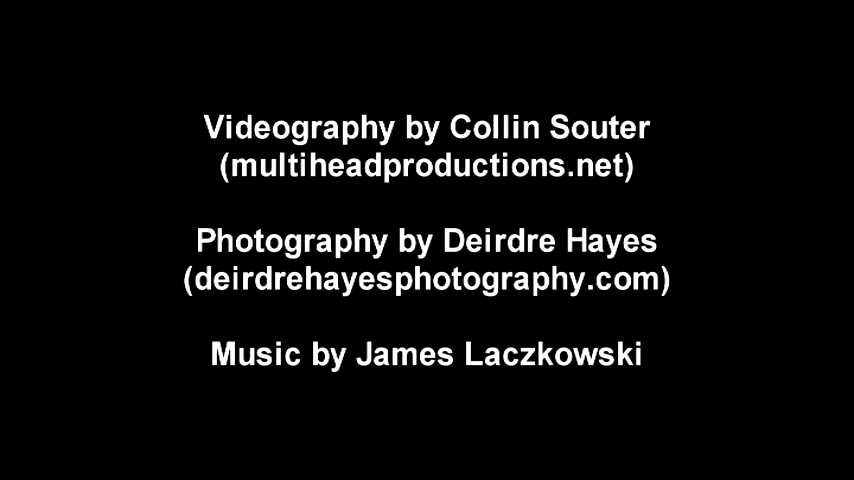 Videography by Collin Souter
(multiheadproductions.net)
Photography by Deirdre Hayes
(deirdrehayesphotography.com)
Music by James Laczkowski